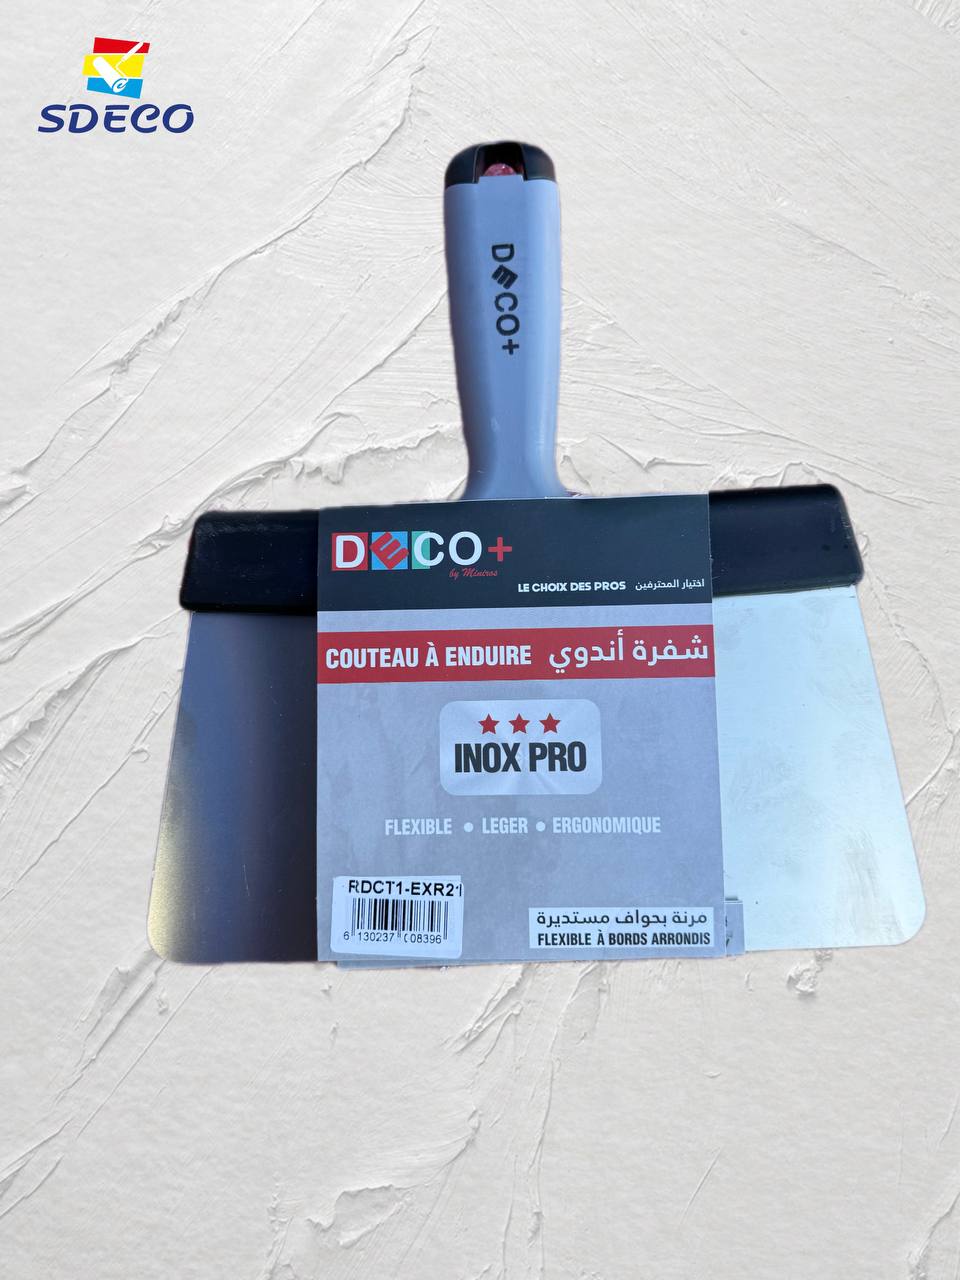 SDECO
DECO+
DECO+
by Miniros
LE CHOIX DES PROS اختيار المحترفين
COUTEAU À ENDUIRE شفرة أندوي
INOX PRO
FLEXIBLE • LEGER • ERGONOMIQUE
RDCT1-EXR21
6 130237 008396
مرنة بحواف مستديرة
FLEXIBLE À BORDS ARRONDIS